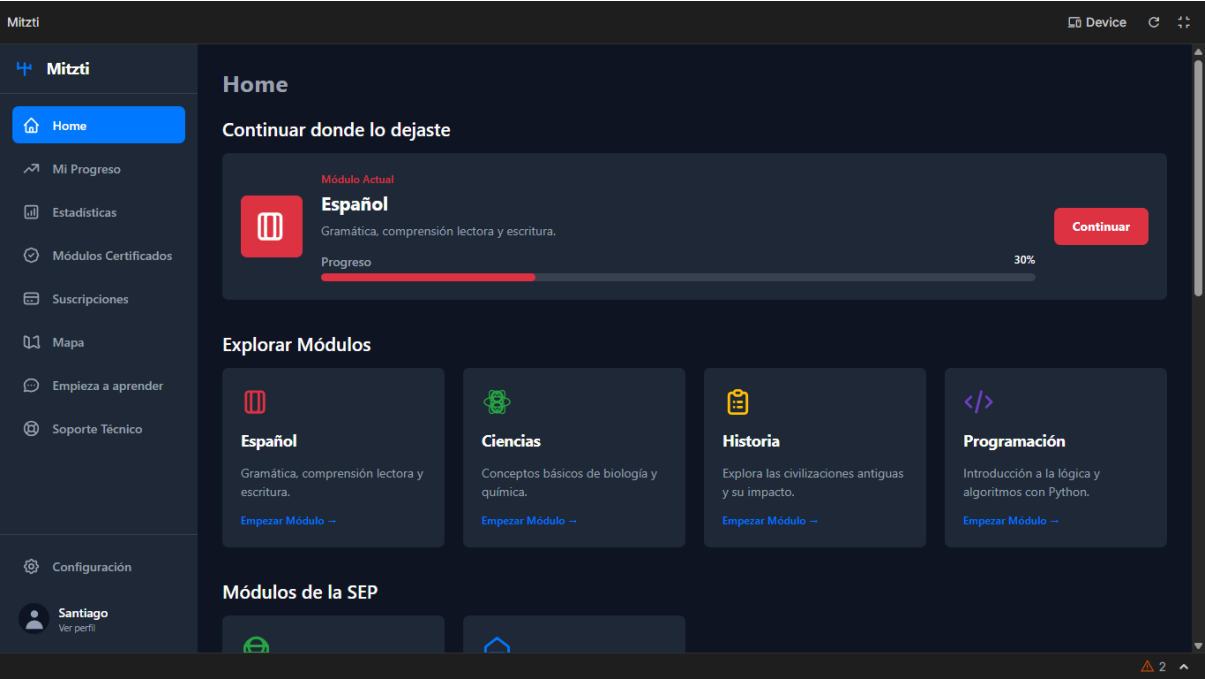 Mitzti
Device
Mitzti
Home
Mi Progreso
Estadísticas
Módulos Certificados
Suscripciones
Mapa
Empieza a aprender
Soporte Técnico
Configuración
Santiago
Ver perfil
Home
Continuar donde lo dejaste
Módulo Actual
Español
Gramática, comprensión lectora y escritura.
Progreso
30%
Continuar
Explorar Módulos
Español
Gramática, comprensión lectora y
escritura.
Empezar Módulo →
Ciencias
Conceptos básicos de biología y
química.
Empezar Módulo →
Historia
Explora las civilizaciones antiguas
y su impacto.
Empezar Módulo →
Programación
Introducción a la lógica y
algoritmos con Python.
Empezar Módulo →
Módulos de la SEP
2